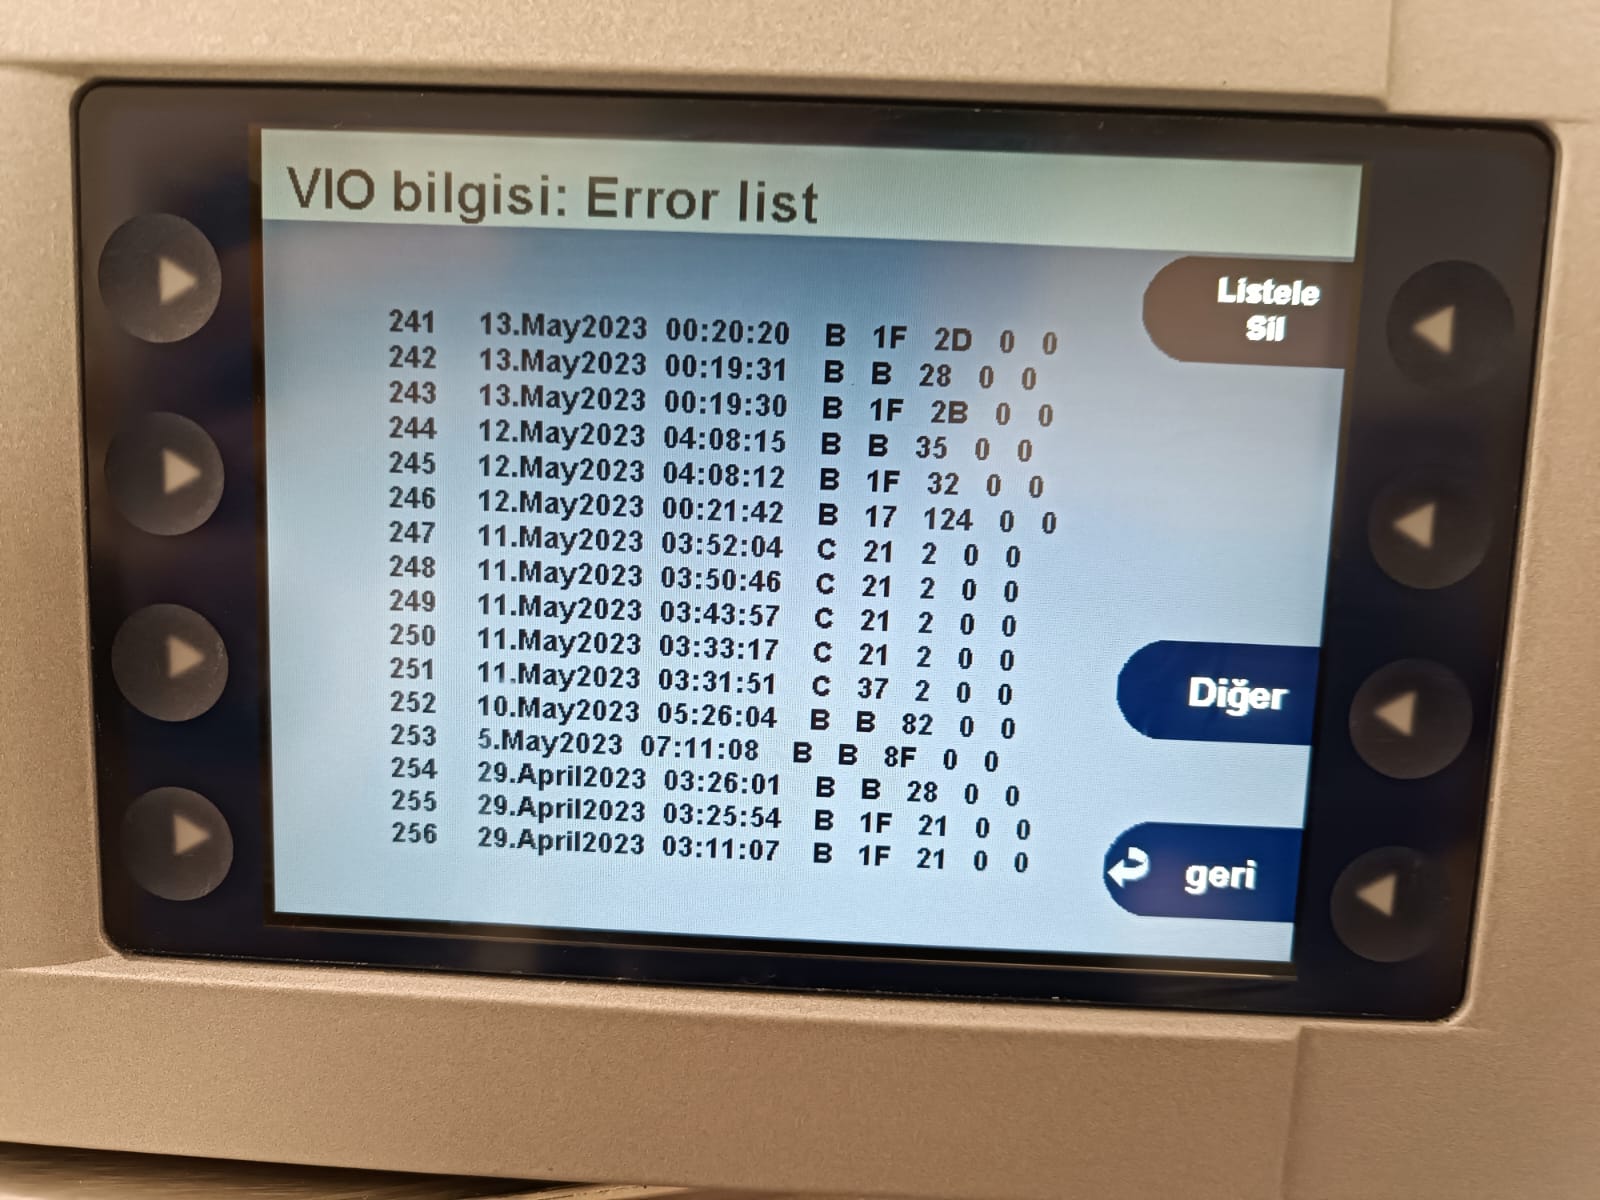 VIO bilgisi: Error list
Listele
Sil
241 13.May2023 00:20:20 B 1F 2D 0 0
242 13.May2023 00:19:31 B B 28 0 0
243 13.May2023 00:19:30 B 1F 2B 0 0
244 12.May2023 04:08:15 B B 35 0 0
245 12.May2023 04:08:12 B 1F 32 0 0
246 12.May2023 00:21:42 B 17 124 0 0
247 11.May2023 03:52:04 C 21 2 0 0
248 11.May2023 03:50:46 C 21 2 0 0
249 11.May2023 03:43:57 C 21 2 0 0
250 11.May2023 03:33:17 C 21 2 0 0
251 11.May2023 03:31:51 C 37 2 0 0
252 10.May2023 05:26:04 B B 82 0 0
253 5.May2023 07:11:08 B B 8F 0 0
254 29.April2023 03:26:01 B B 28 0 0
255 29.April2023 03:25:54 B 1F 21 0 0
256 29.April2023 03:11:07 B 1F 21 0 0
Diğer
geri